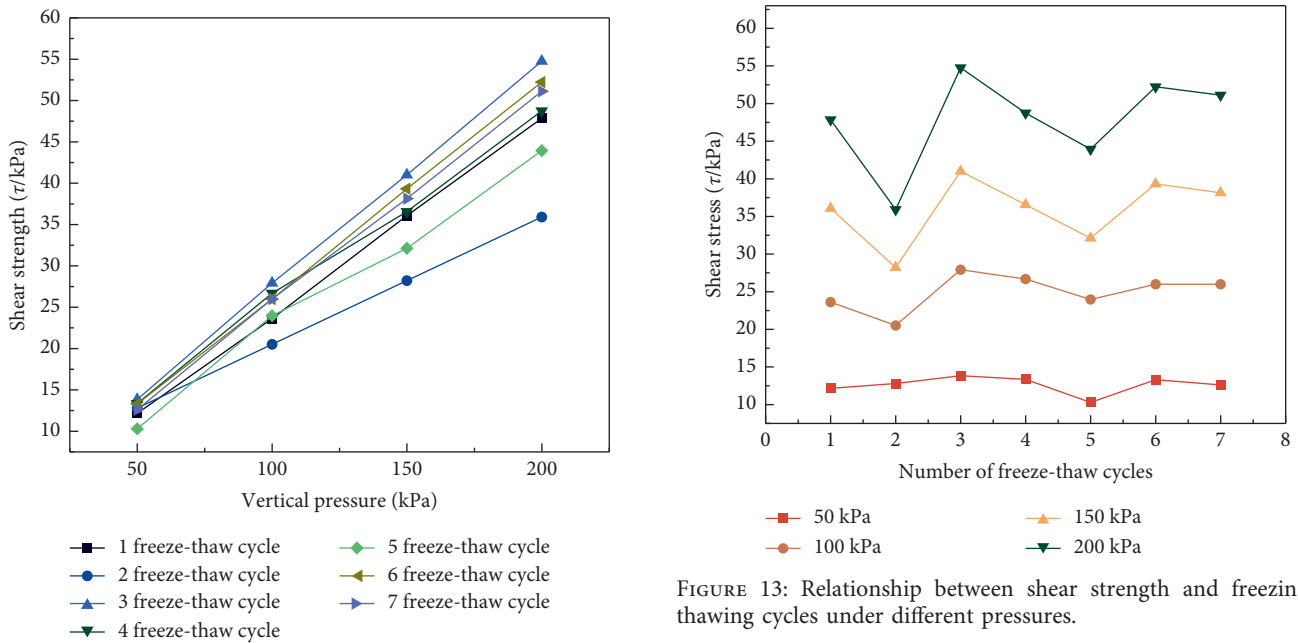 60
55
50
45
40
35
30
25
20
15
10
Shear strength (τ/kPa)
50 100 150 200
Vertical pressure (kPa)
1 freeze-thaw cycle
2 freeze-thaw cycle
3 freeze-thaw cycle
4 freeze-thaw cycle
5 freeze-thaw cycle
6 freeze-thaw cycle
7 freeze-thaw cycle
60
55
50
45
40
35
30
25
20
15
10
Shear stress (τ/kPa)
0 1 2 3 4 5 6 7 8
Number of freeze-thaw cycles
50 kPa
100 kPa
150 kPa
200 kPa
FIGURE 13: Relationship between shear strength and freezin
thawing cycles under different pressures.